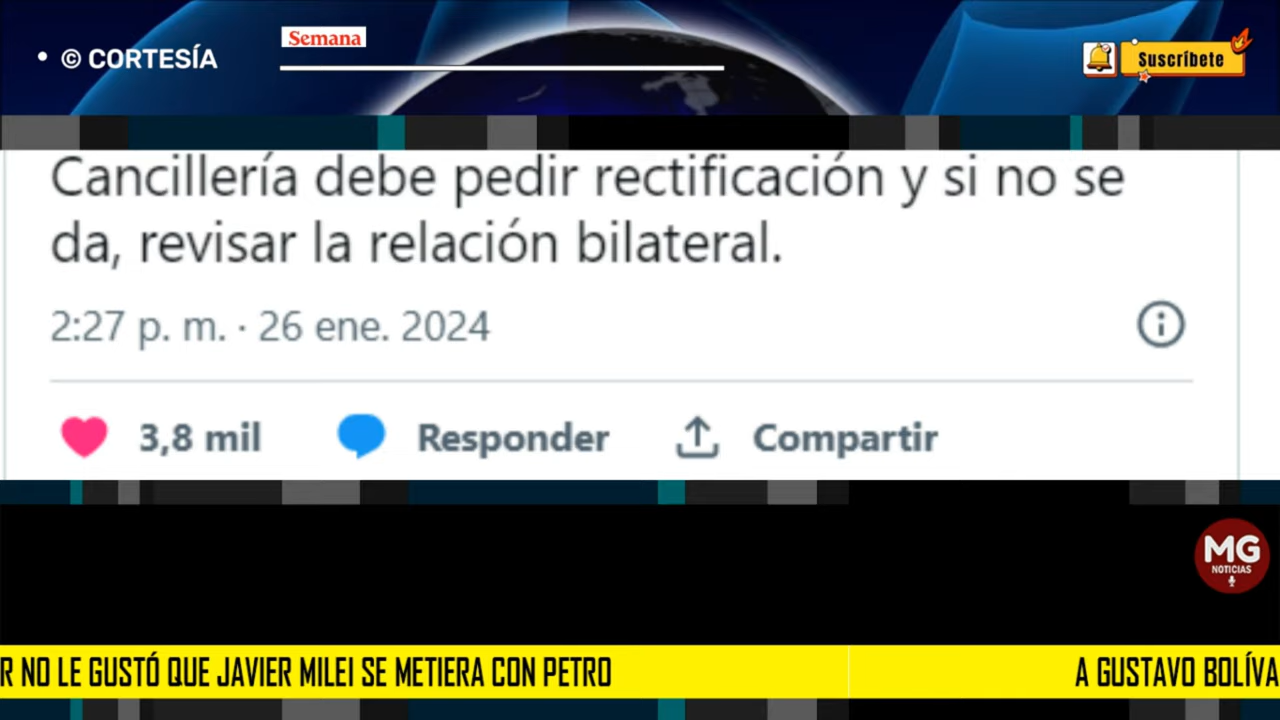 © CORTESÍA
Semana
Suscríbete
Cancillería debe pedir rectificación y si no se
da, revisar la relación bilateral.
2:27 p. m. · 26 ene. 2024
3,8 mil Responder Compartir
MG
NOTICIAS
R NO LE GUSTÓ QUE JAVIER MILEI SE METIERA CON PETRO A GUSTAVO BOLÍVA